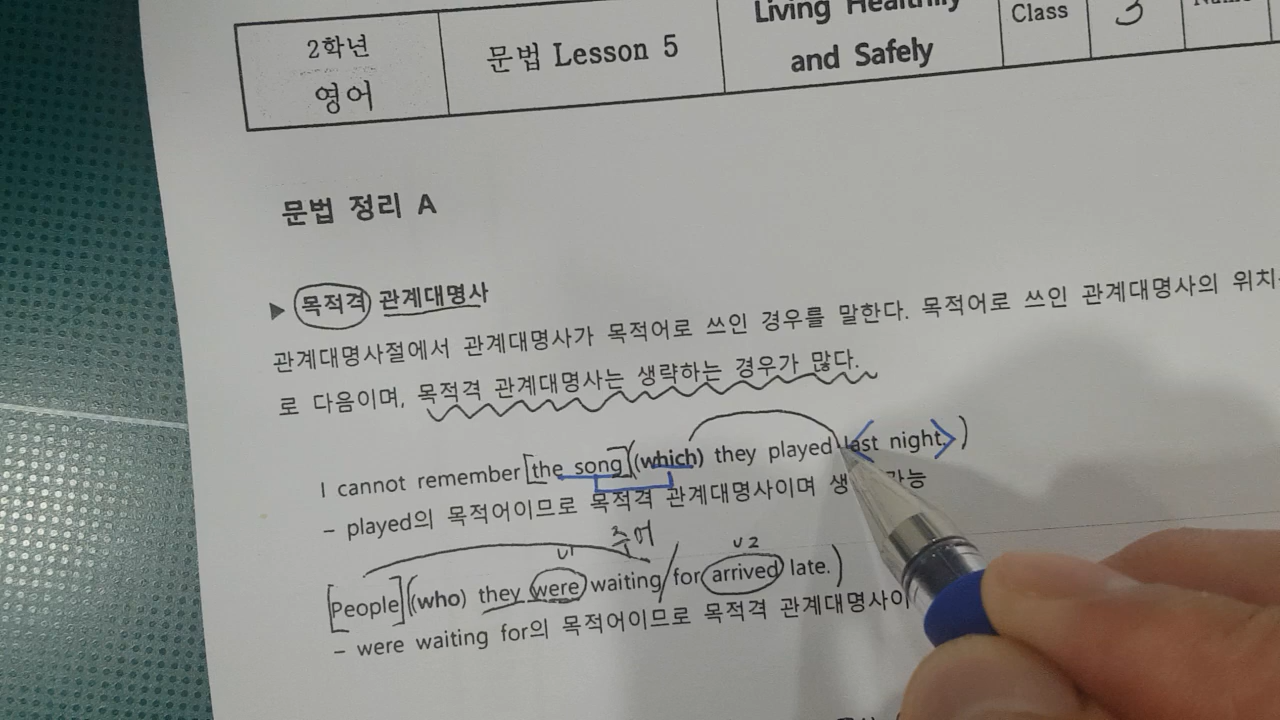 2학년
영어
문법 Lesson 5
Living Healthily
and Safely
Class
3
문법 정리 A
▶ 목적격 관계대명사
관계대명사절에서 관계대명사가 목적어로 쓰인 경우를 말한다. 목적어로 쓰인 관계대명사의 위치
로 다음이며, 목적격 관계대명사는 생략하는 경우가 많다.
I cannot remember [the song]((which) they played <last night.>)
– played의 목적어이므로 목적격 관계대명사이며 가능
주어
v1 v2
[People]((who) they were waiting/for arrived late.)
– were waiting for의 목적어이므로 목적격 관계대명사이